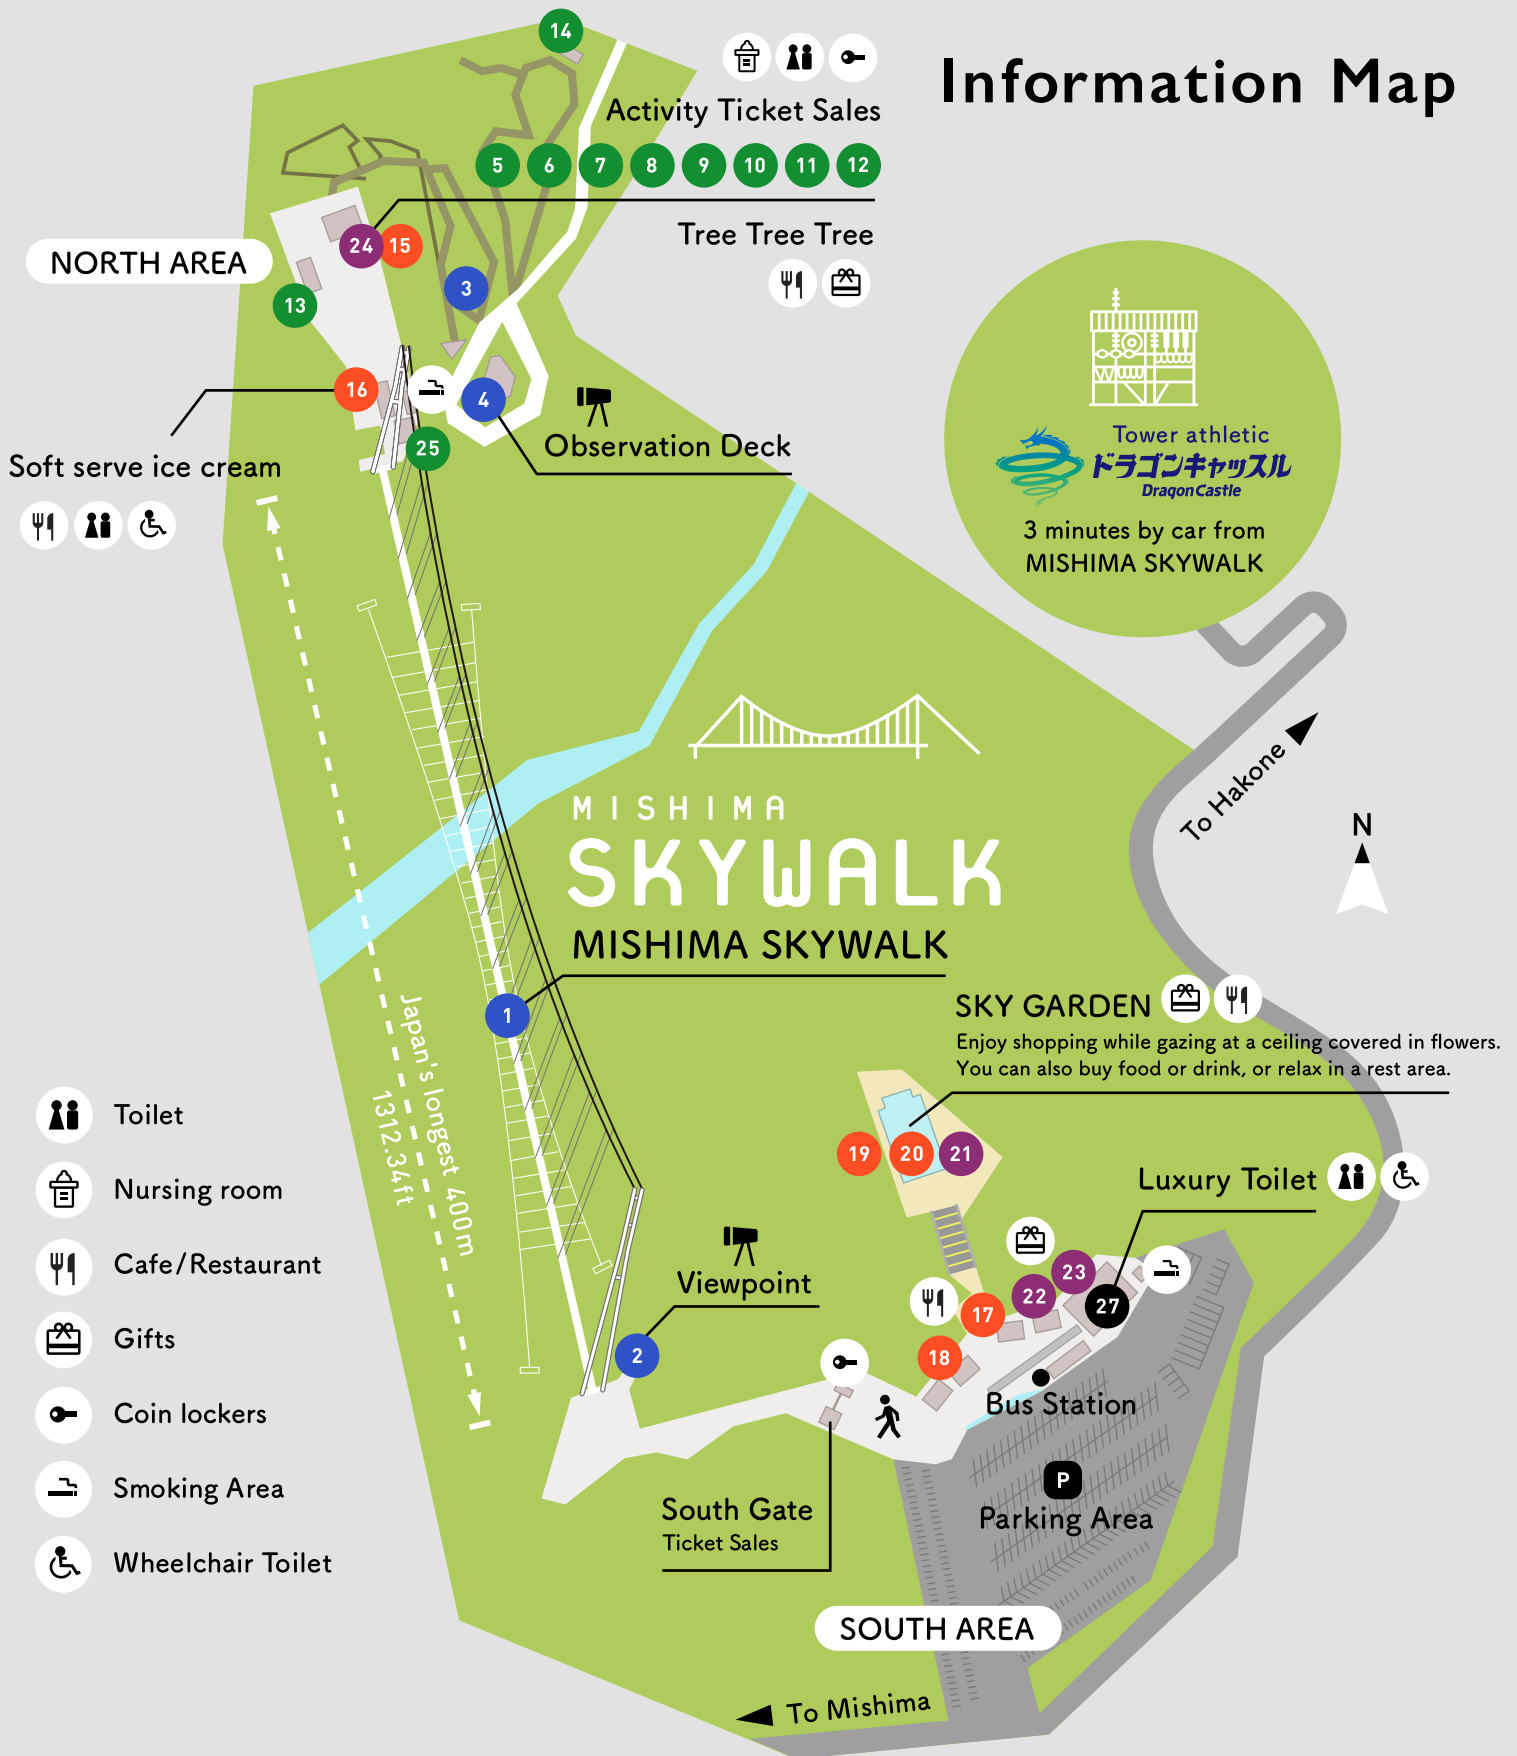 Information Map
14
Activity Ticket Sales
5 6 7 8 9 10 11 12
Tree Tree Tree
24 15
NORTH AREA
3
13
16
4
25
Observation Deck
Soft serve ice cream
Tower athletic
ドラゴンキャッスル
Dragon Castle
3 minutes by car from
MISHIMA SKYWALK
To Hakone
N
MISHIMA
SKYWALK
MISHIMA SKYWALK
1
Japan's longest 400m
1312.34ft
SKY GARDEN
Enjoy shopping while gazing at a ceiling covered in flowers.
You can also buy food or drink, or relax in a rest area.
19 20 21
Luxury Toilet
23
22
27
17
18
Viewpoint
2
Bus Station
P
Parking Area
South Gate
Ticket Sales
SOUTH AREA
To Mishima
Toilet
Nursing room
Cafe/Restaurant
Gifts
Coin lockers
Smoking Area
Wheelchair Toilet